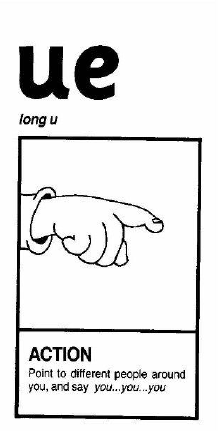 ue
long u
ACTION
Point to different people around
you, and say you...you...you